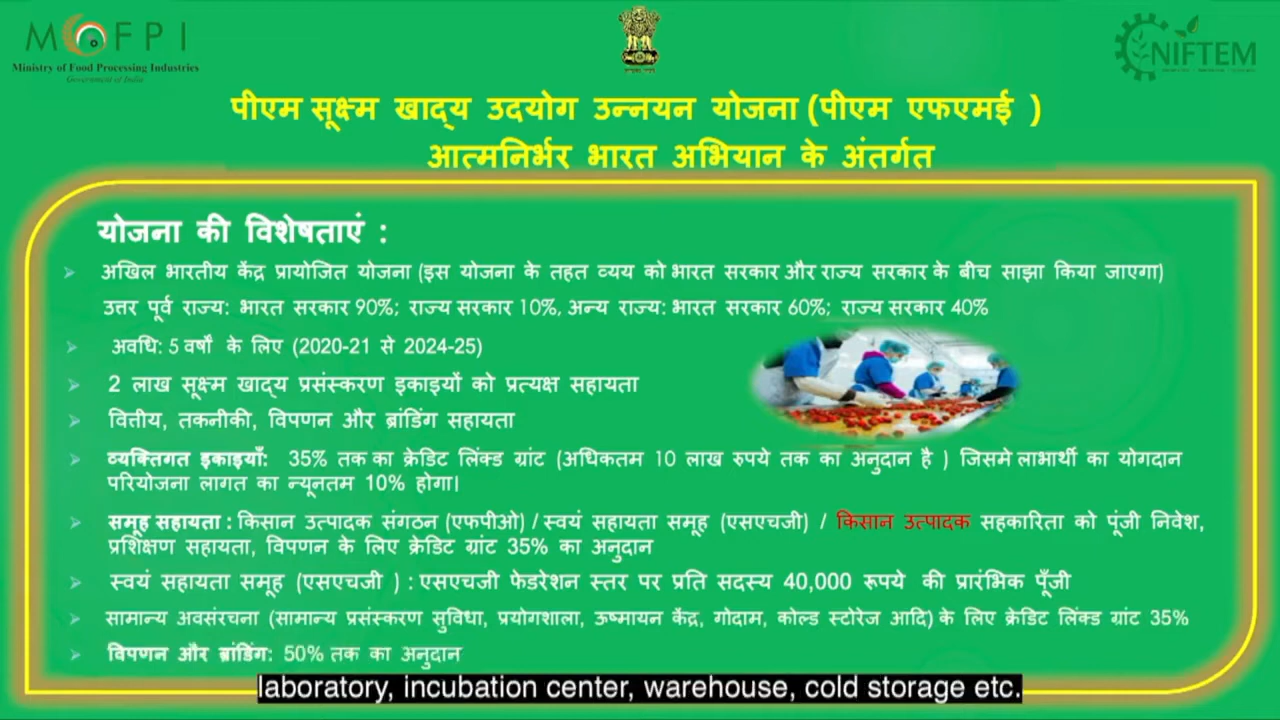 MOFPI
Ministry of Food Processing Industries
Government of India
NIFTEM
पीएम सूक्ष्म खाद्य उदयोग उन्नयन योजना (पीएम एफएमई )
आत्मनिर्भर भारत अभियान के अंतर्गत
योजना की विशेषताएं :
अखिल भारतीय केंद्र प्रायोजित योजना (इस योजना के तहत व्यय को भारत सरकार और राज्य सरकार के बीच साझा किया जाएगा)
उत्तर पूर्व राज्य: भारत सरकार 90%; राज्य सरकार 10%, अन्य राज्य: भारत सरकार 60%; राज्य सरकार 40%
अवधि: 5 वर्षों के लिए (2020-21 से 2024-25)
2 लाख सूक्ष्म खाद्य प्रसंस्करण इकाइयों को प्रत्यक्ष सहायता
वित्तीय, तकनीकी, विपणन और ब्रांडिंग सहायता
व्यक्तिगत इकाइयाँ: 35% तक का क्रेडिट लिंक्ड ग्रांट (अधिकतम 10 लाख रुपये तक का अनुदान है ) जिसमे लाभार्थी का योगदान
परियोजना लागत का न्यूनतम 10% होगा।
समूह सहायता : किसान उत्पादक संगठन (एफपीओ) / स्वयं सहायता समूह (एसएचजी) / किसान उत्पादक सहकारिता को पूंजी निवेश,
प्रशिक्षण सहायता, विपणन के लिए क्रेडिट ग्रांट 35% का अनुदान
स्वयं सहायता समूह (एसएचजी ) : एसएचजी फेडरेशन स्तर पर प्रति सदस्य 40,000 रूपये की प्रारंभिक पूँजी
सामान्य अवसंरचना (सामान्य प्रसंस्करण सुविधा, प्रयोगशाला, ऊष्मायन केंद्र, गोदाम, कोल्ड स्टोरेज आदि) के लिए क्रेडिट लिंक्ड ग्रांट 35%
विपणन और ब्रांडिंग: 50% तक का अनुदान
laboratory, incubation center, warehouse, cold storage etc.